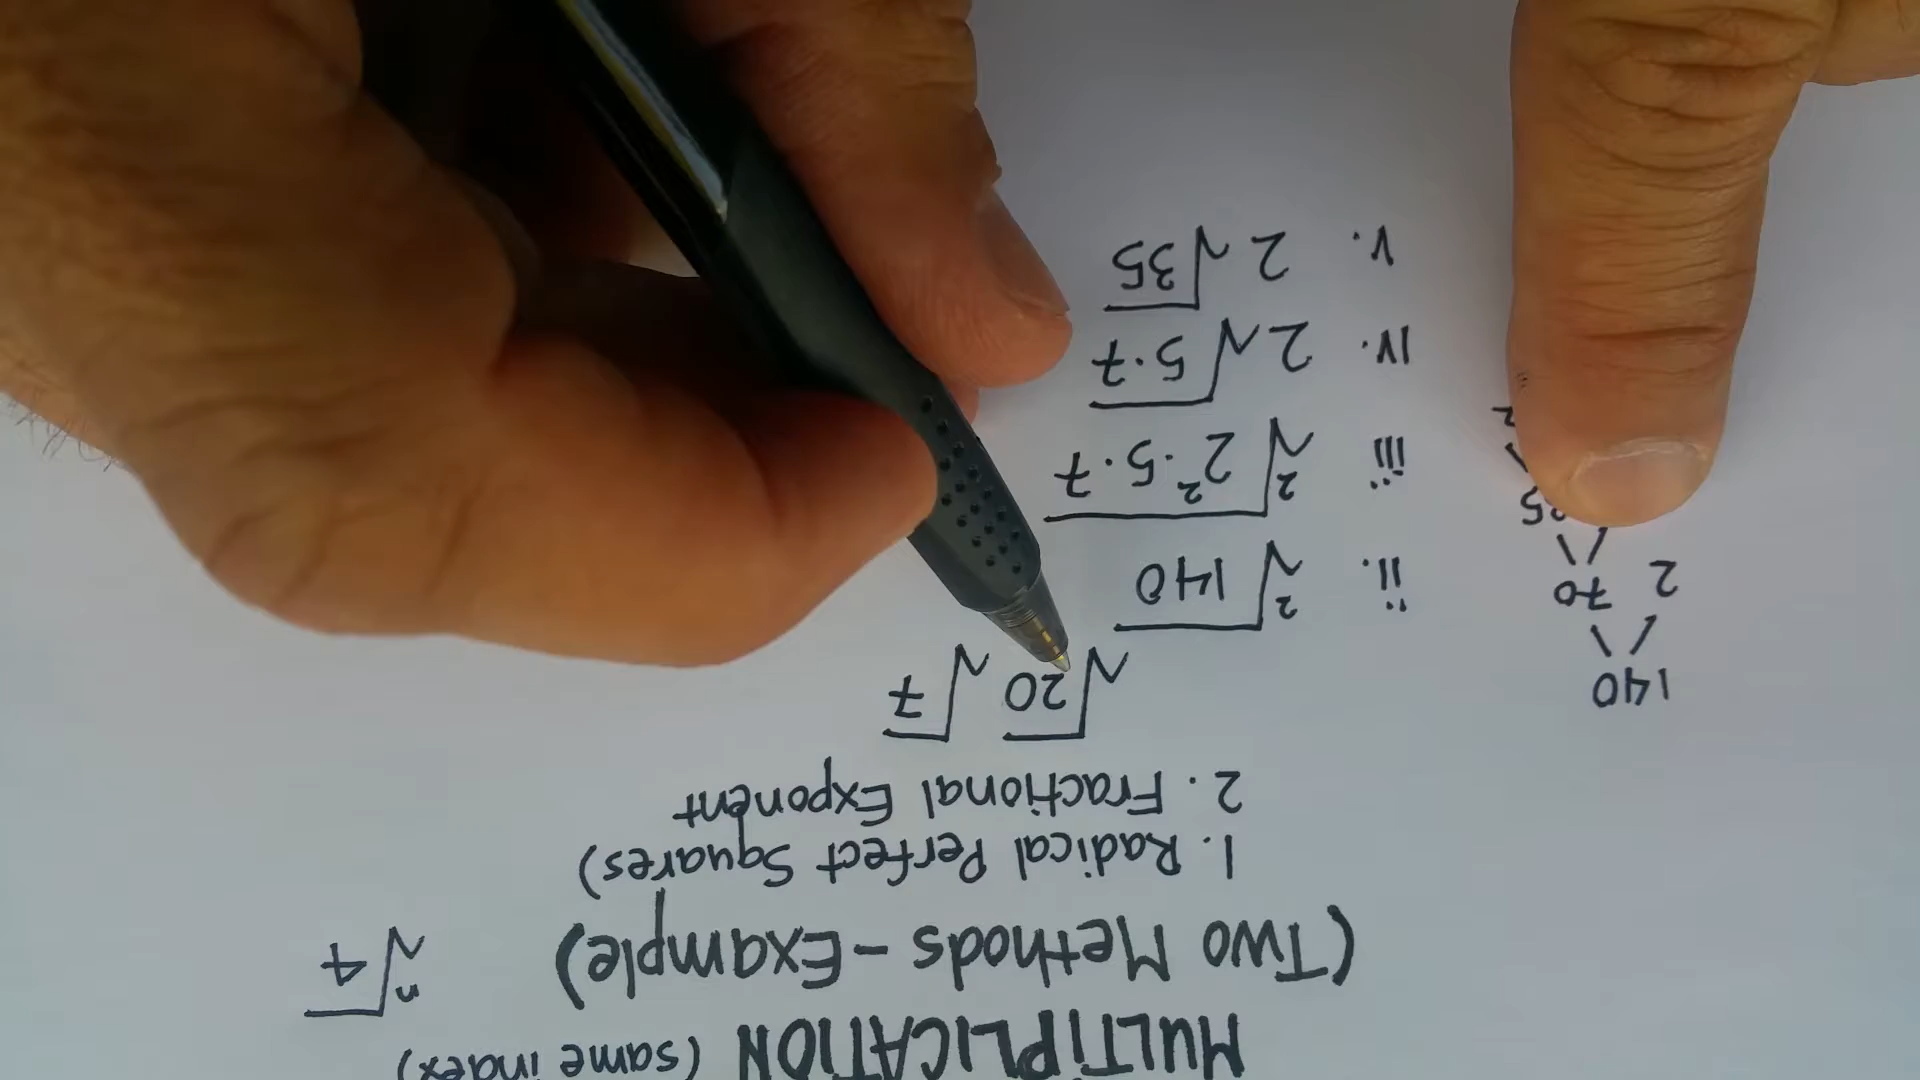 MULTIPLICATION (same index)
(Two Methods - Example) ⁿ√4
1. Radical Perfect Squares)
2. Fractional Exponent
√20 √7
ii. ²√140
iii ²√2²·5·7
iv. 2√5·7
v. 2√35
140
2 70